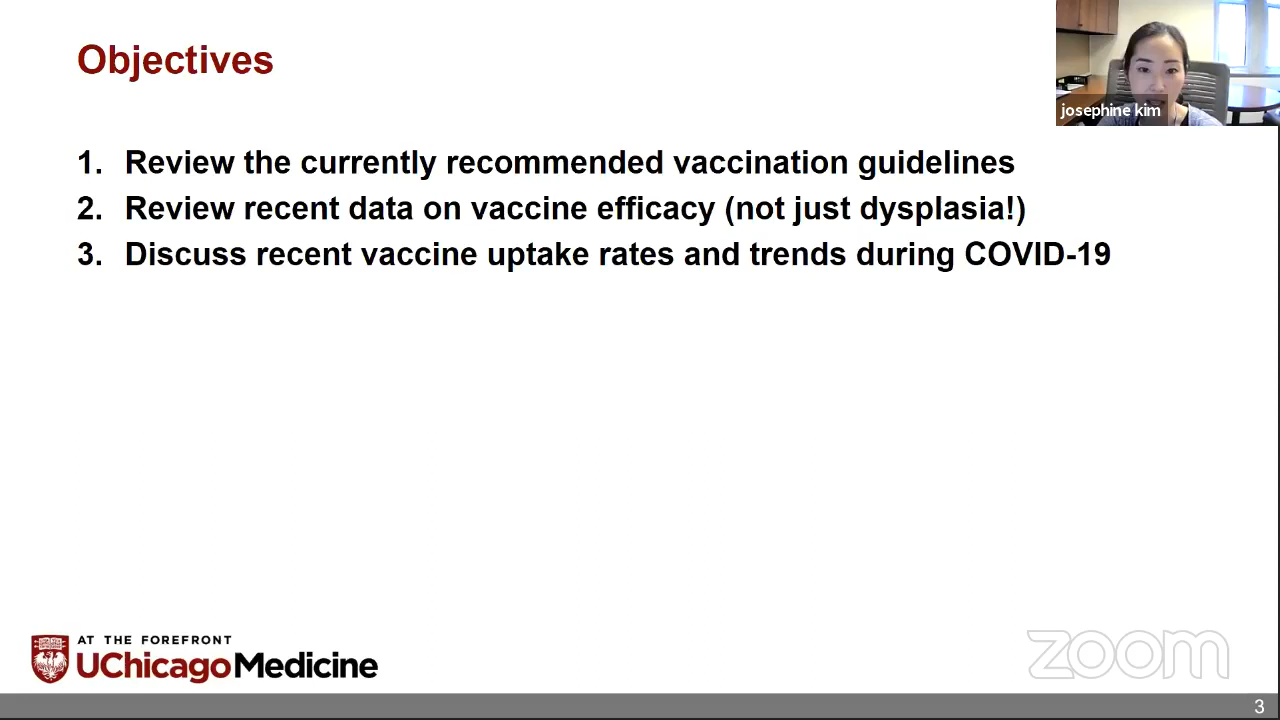 Objectives
josephine kim
1. Review the currently recommended vaccination guidelines
2. Review recent data on vaccine efficacy (not just dysplasia!)
3. Discuss recent vaccine uptake rates and trends during COVID-19
AT THE FOREFRONT
UChicago Medicine
zoom
3